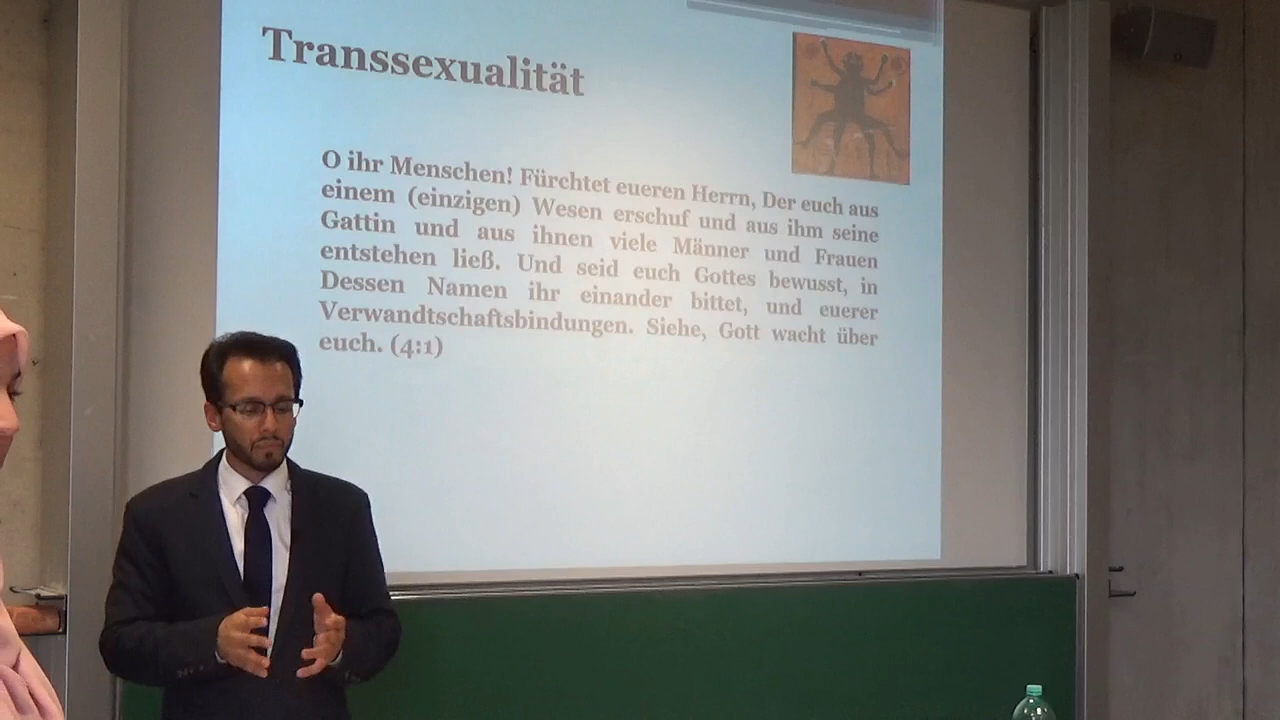 Transsexualität
O ihr Menschen! Fürchtet eueren Herrn, Der euch aus
einem (einzigen) Wesen erschuf und aus ihm seine
Gattin und aus ihnen viele Männer und Frauen
entstehen ließ. Und seid euch Gottes bewusst, in
Dessen Namen ihr einander bittet, und euerer
Verwandtschaftsbindungen. Siehe, Gott wacht über
euch. (4:1)